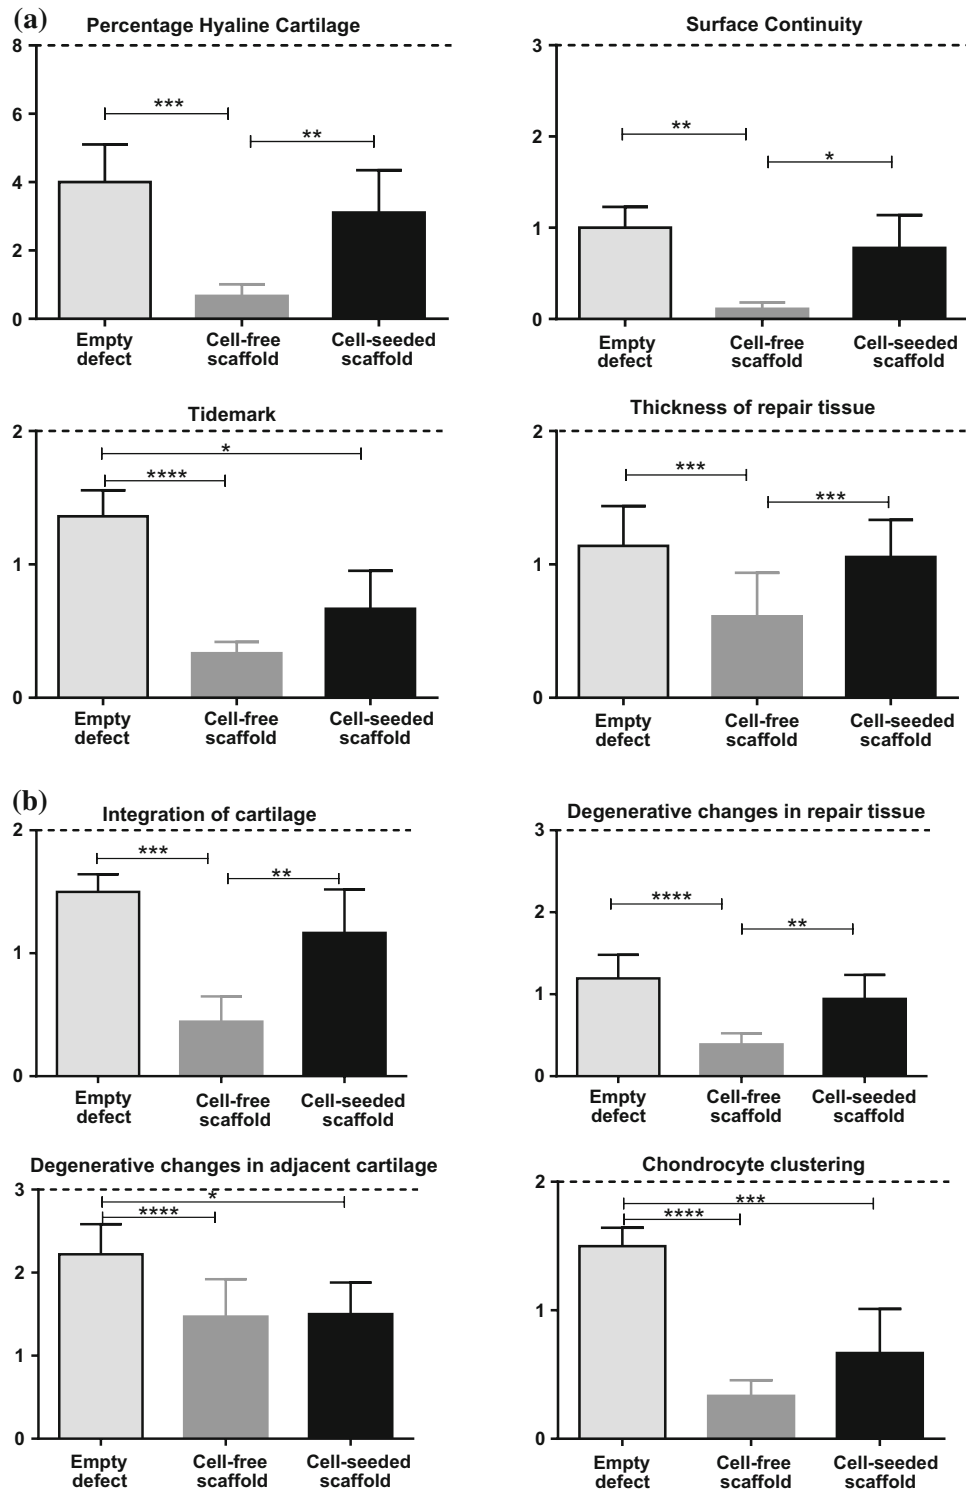 (a)
Percentage Hyaline Cartilage
8
6
4
2
0
***
**
Empty defect
Cell-free scaffold
Cell-seeded scaffold
Surface Continuity
3
2
1
0
**
*
Empty defect
Cell-free scaffold
Cell-seeded scaffold
Tidemark
2
1
0
*
****
Empty defect
Cell-free scaffold
Cell-seeded scaffold
Thickness of repair tissue
2
1
0
***
***
Empty defect
Cell-free scaffold
Cell-seeded scaffold
(b)
Integration of cartilage
2
1
0
***
**
Empty defect
Cell-free scaffold
Cell-seeded scaffold
Degenerative changes in repair tissue
3
2
1
0
****
**
Empty defect
Cell-free scaffold
Cell-seeded scaffold
Degenerative changes in adjacent cartilage
3
2
1
0
*
****
Empty defect
Cell-free scaffold
Cell-seeded scaffold
Chondrocyte clustering
2
1
0
***
****
Empty defect
Cell-free scaffold
Cell-seeded scaffold